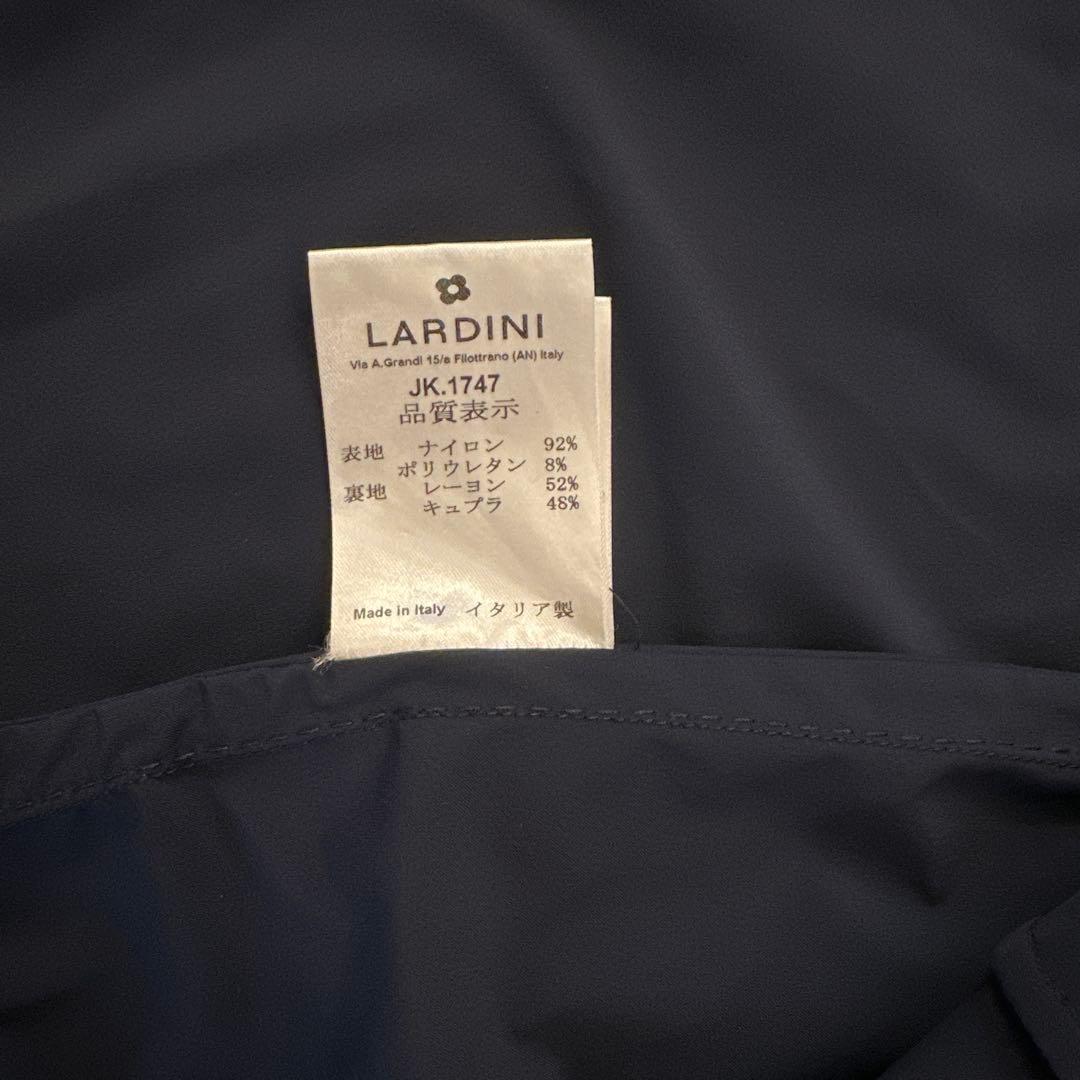 LARDINI
Via A.Grandi 15/a Filottrano (AN) Italy
JK.1747
品質表示
表地 ナイロン 92%
ポリウレタン 8%
裏地 レーヨン 52%
キュプラ 48%
Made in Italy イタリア製